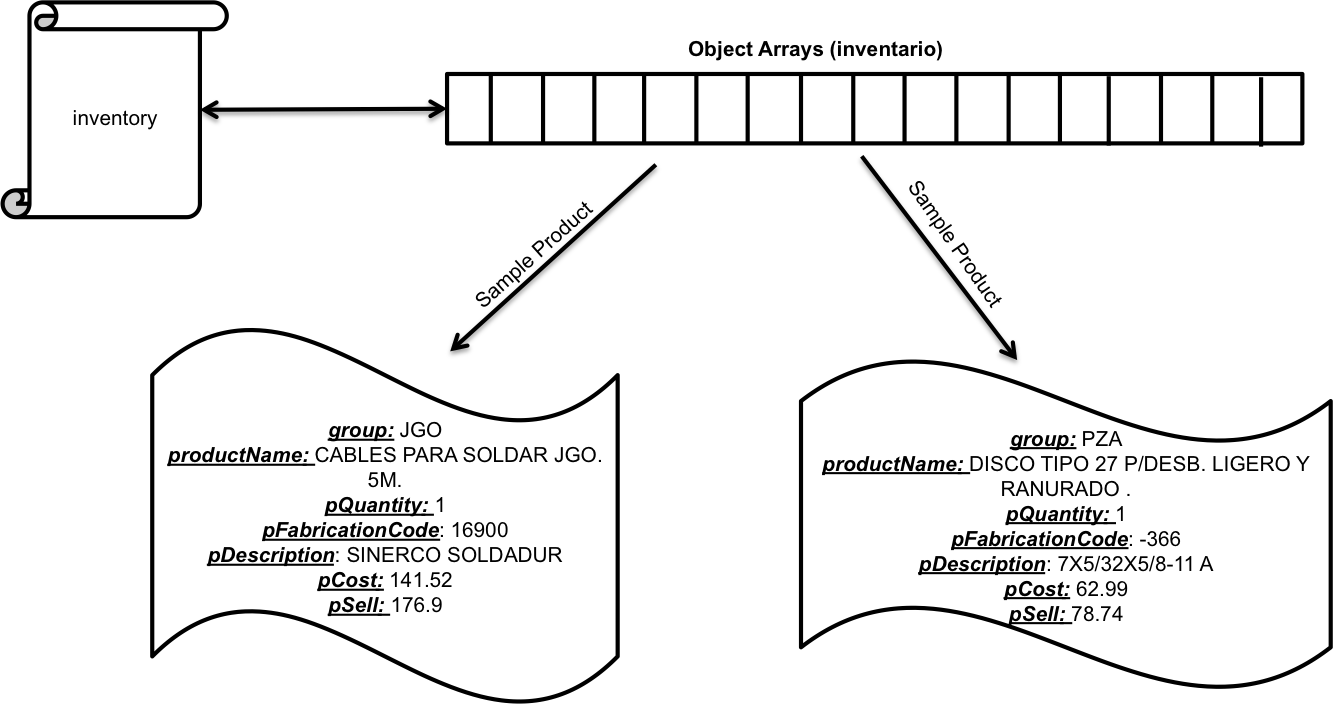 Object Arrays (inventario)
inventory
Sample Product
Sample Product
group: JGO
productName: CABLES PARA SOLDAR JGO.
5M.
pQuantity: 1
pFabricationCode: 16900
pDescription: SINERCO SOLDADUR
pCost: 141.52
pSell: 176.9
group: PZA
productName: DISCO TIPO 27 P/DESB. LIGERO Y
RANURADO .
pQuantity: 1
pFabricationCode: -366
pDescription: 7X5/32X5/8-11 A
pCost: 62.99
pSell: 78.74